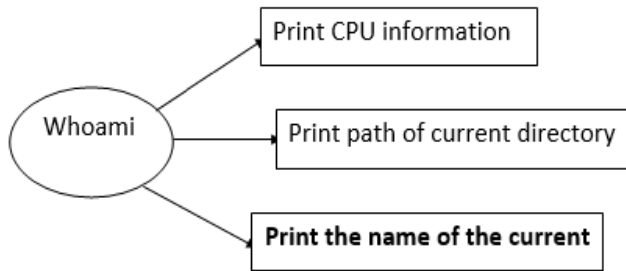 Print CPU information
Whoami
Print path of current directory
Print the name of the current